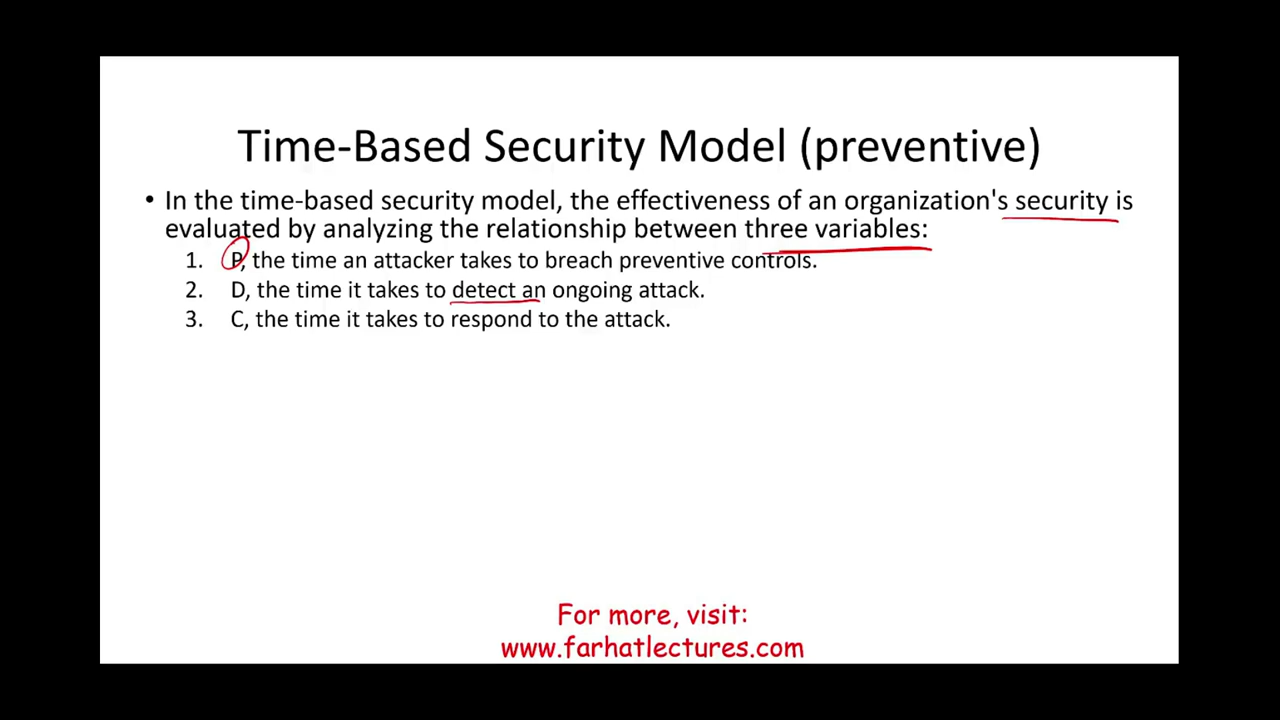 Time-Based Security Model (preventive)
• In the time-based security model, the effectiveness of an organization's security is
evaluated by analyzing the relationship between three variables:
1. P, the time an attacker takes to breach preventive controls.
2. D, the time it takes to detect an ongoing attack.
3. C, the time it takes to respond to the attack.
For more, visit:
www.farhatlectures.com